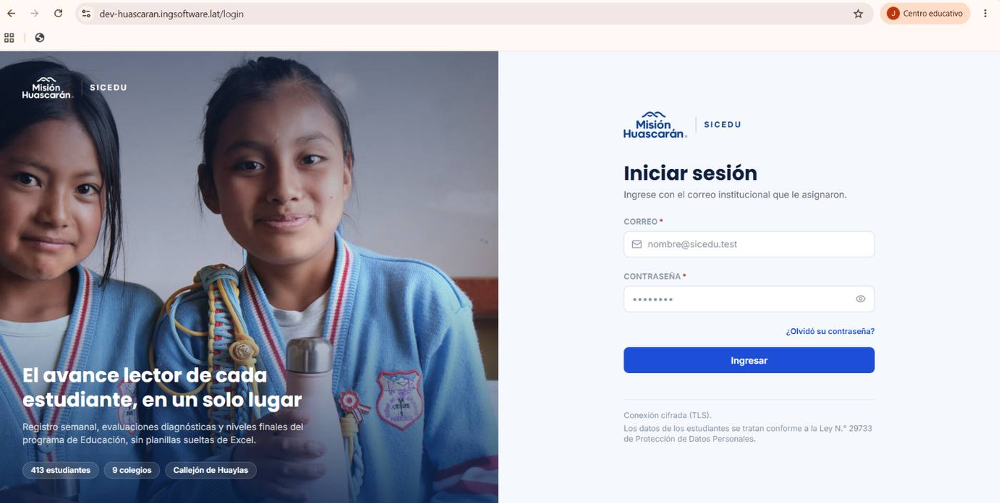 dev-huascaran.ingsoftware.lat/login
J
Centro educativo
Misión
Huascarán.
SICEDU
El avance lector de cada
estudiante, en un solo lugar
Registro semanal, evaluaciones diagnósticas y niveles finales del
programa de Educación, sin planillas sueltas de Excel.
413 estudiantes
9 colegios
Callejón de Huaylas
Misión
Huascarán.
SICEDU
Iniciar sesión
Ingrese con el correo institucional que le asignaron.
CORREO *
nombre@sicedu.test
CONTRASEÑA *
••••••••
¿Olvidó su contraseña?
Ingresar
Conexión cifrada (TLS).
Los datos de los estudiantes se tratan conforme a la Ley N.° 29733
de Protección de Datos Personales.